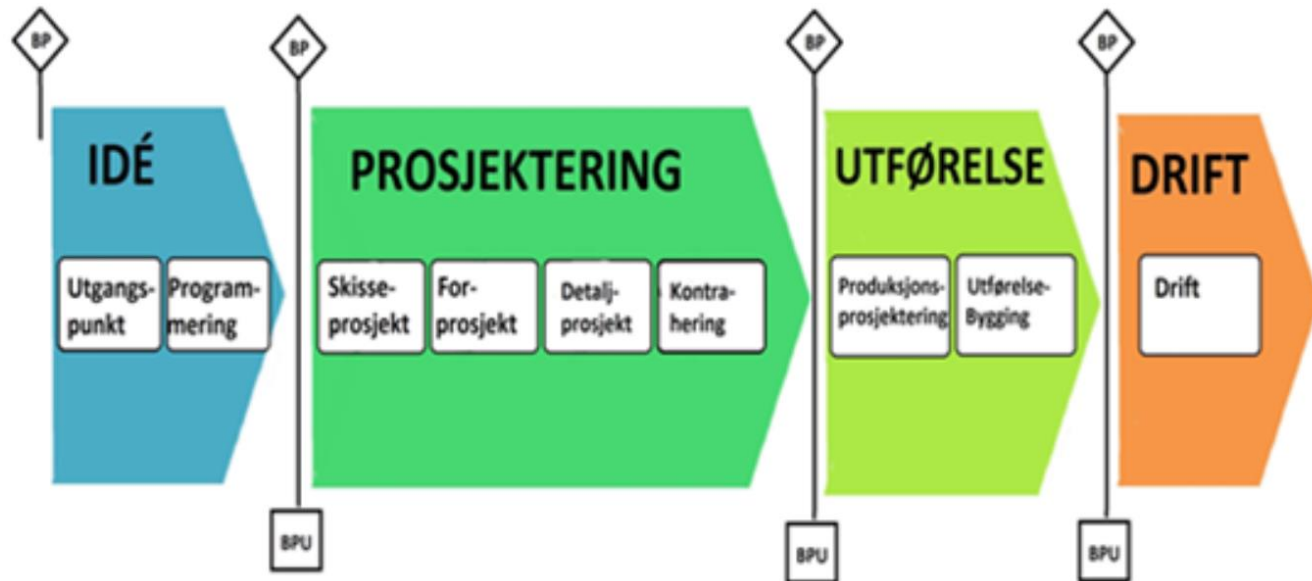 BP
BP
BP
BP
IDÉ
PROSJEKTERING
UTFØRELSE
DRIFT
Utgangs-
punkt
Program-
mering
Skisse-
prosjekt
For-
prosjekt
Detalj-
prosjekt
Kontra-
hering
Produksjons-
prosjektering
Utførelse-
Bygging
Drift
BPU
BPU
BPU